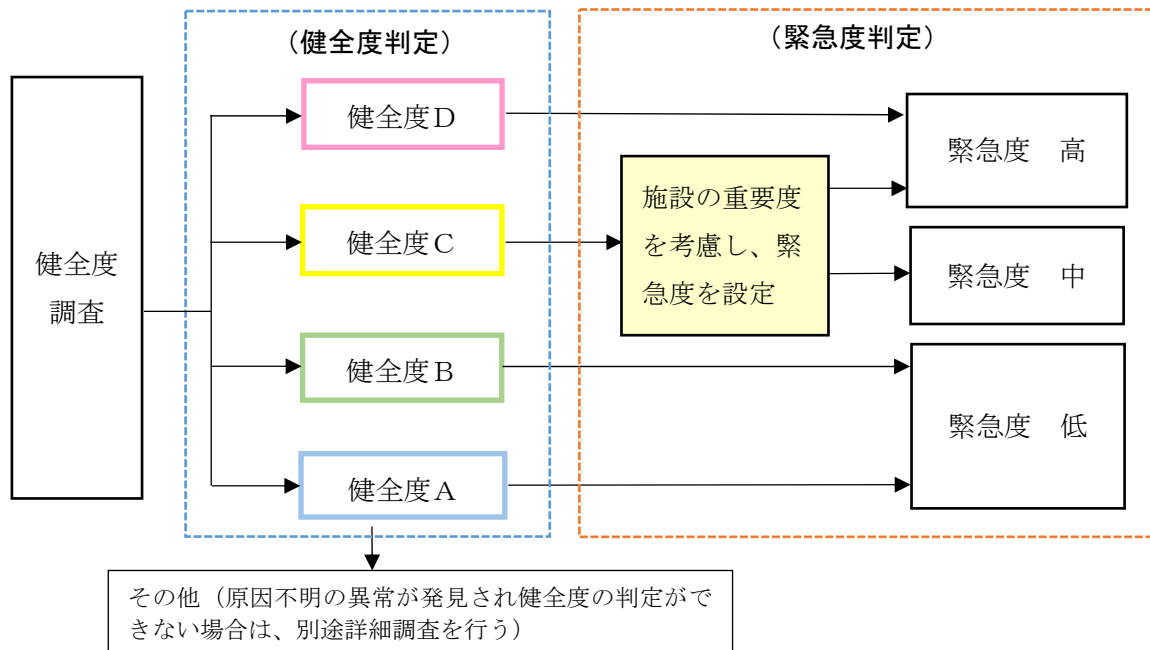 （健全度判定）
（緊急度判定）
健全度
調査
健全度Ｄ
健全度Ｃ
健全度Ｂ
健全度Ａ
施設の重要度
を考慮し、緊
急度を設定
緊急度　高
緊急度　中
緊急度　低
その他（原因不明の異常が発見され健全度の判定がで
きない場合は、別途詳細調査を行う）